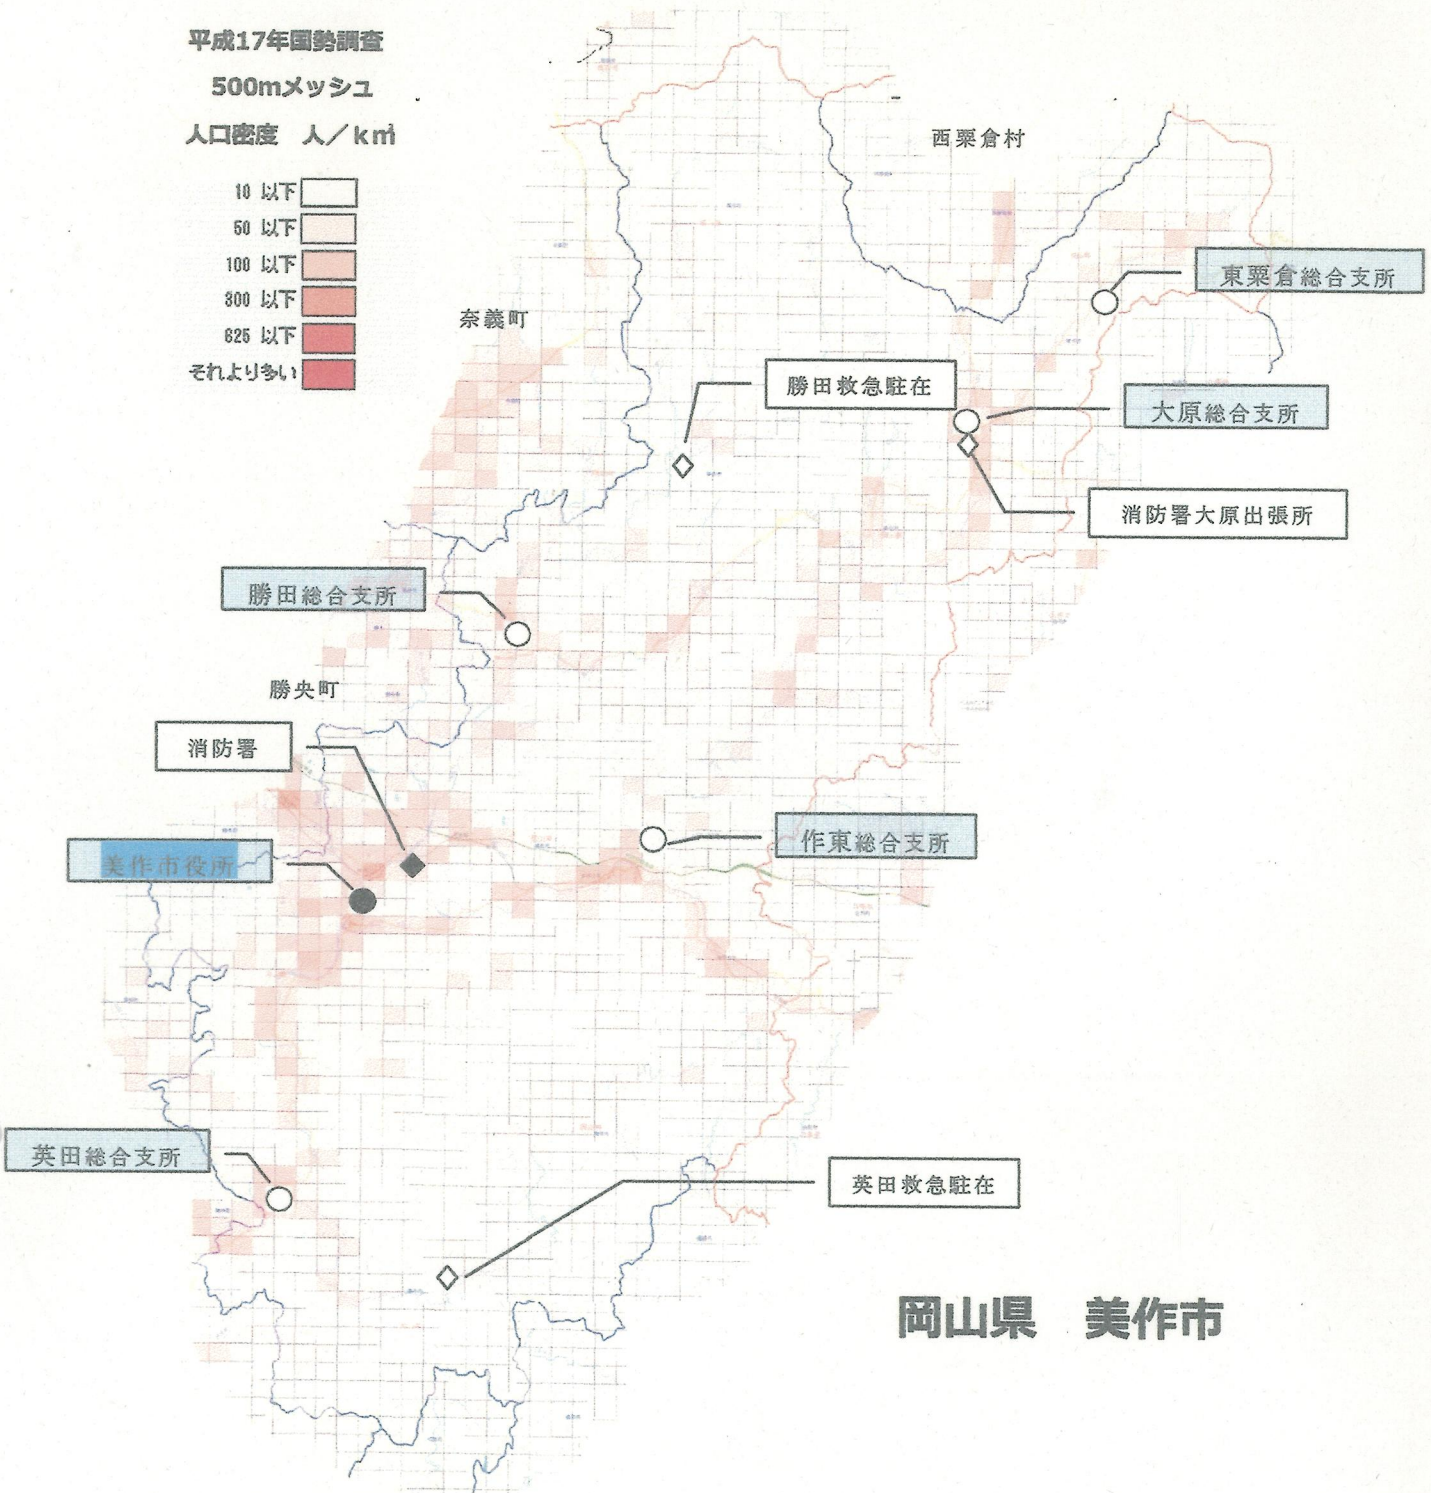 平成17年国勢調査
500mメッシュ
人口密度　人／k㎡
10 以下
50 以下
100 以下
300 以下
625 以下
それより多い
西粟倉村
東粟倉総合支所
奈義町
勝田救急駐在
大原総合支所
消防署大原出張所
勝田総合支所
勝央町
消防署
作東総合支所
美作市役所
英田総合支所
英田救急駐在
岡山県　美作市